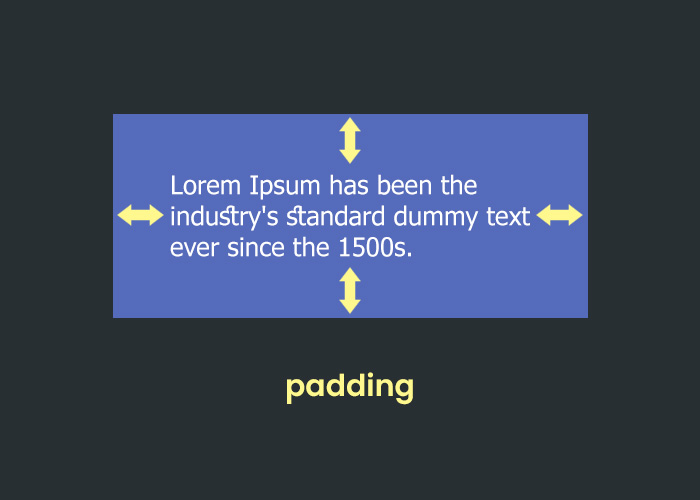 Lorem Ipsum has been the
industry's standard dummy text
ever since the 1500s.
padding